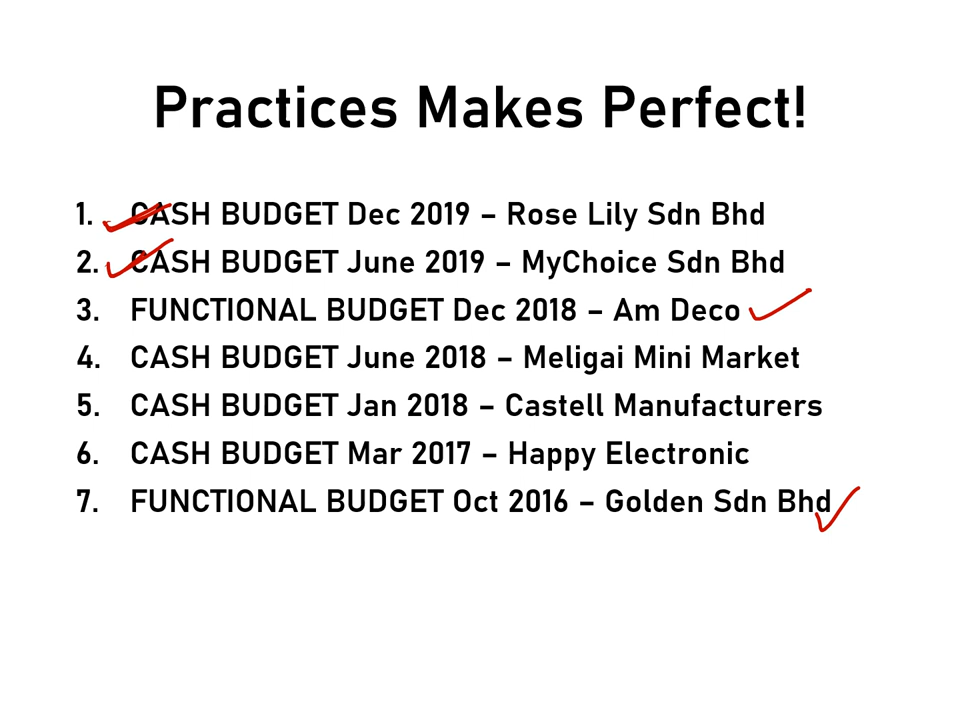 Practices Makes Perfect!
1. CASH BUDGET Dec 2019 – Rose Lily Sdn Bhd
2. CASH BUDGET June 2019 – MyChoice Sdn Bhd
3. FUNCTIONAL BUDGET Dec 2018 – Am Deco
4. CASH BUDGET June 2018 – Meligai Mini Market
5. CASH BUDGET Jan 2018 – Castell Manufacturers
6. CASH BUDGET Mar 2017 – Happy Electronic
7. FUNCTIONAL BUDGET Oct 2016 – Golden Sdn Bhd